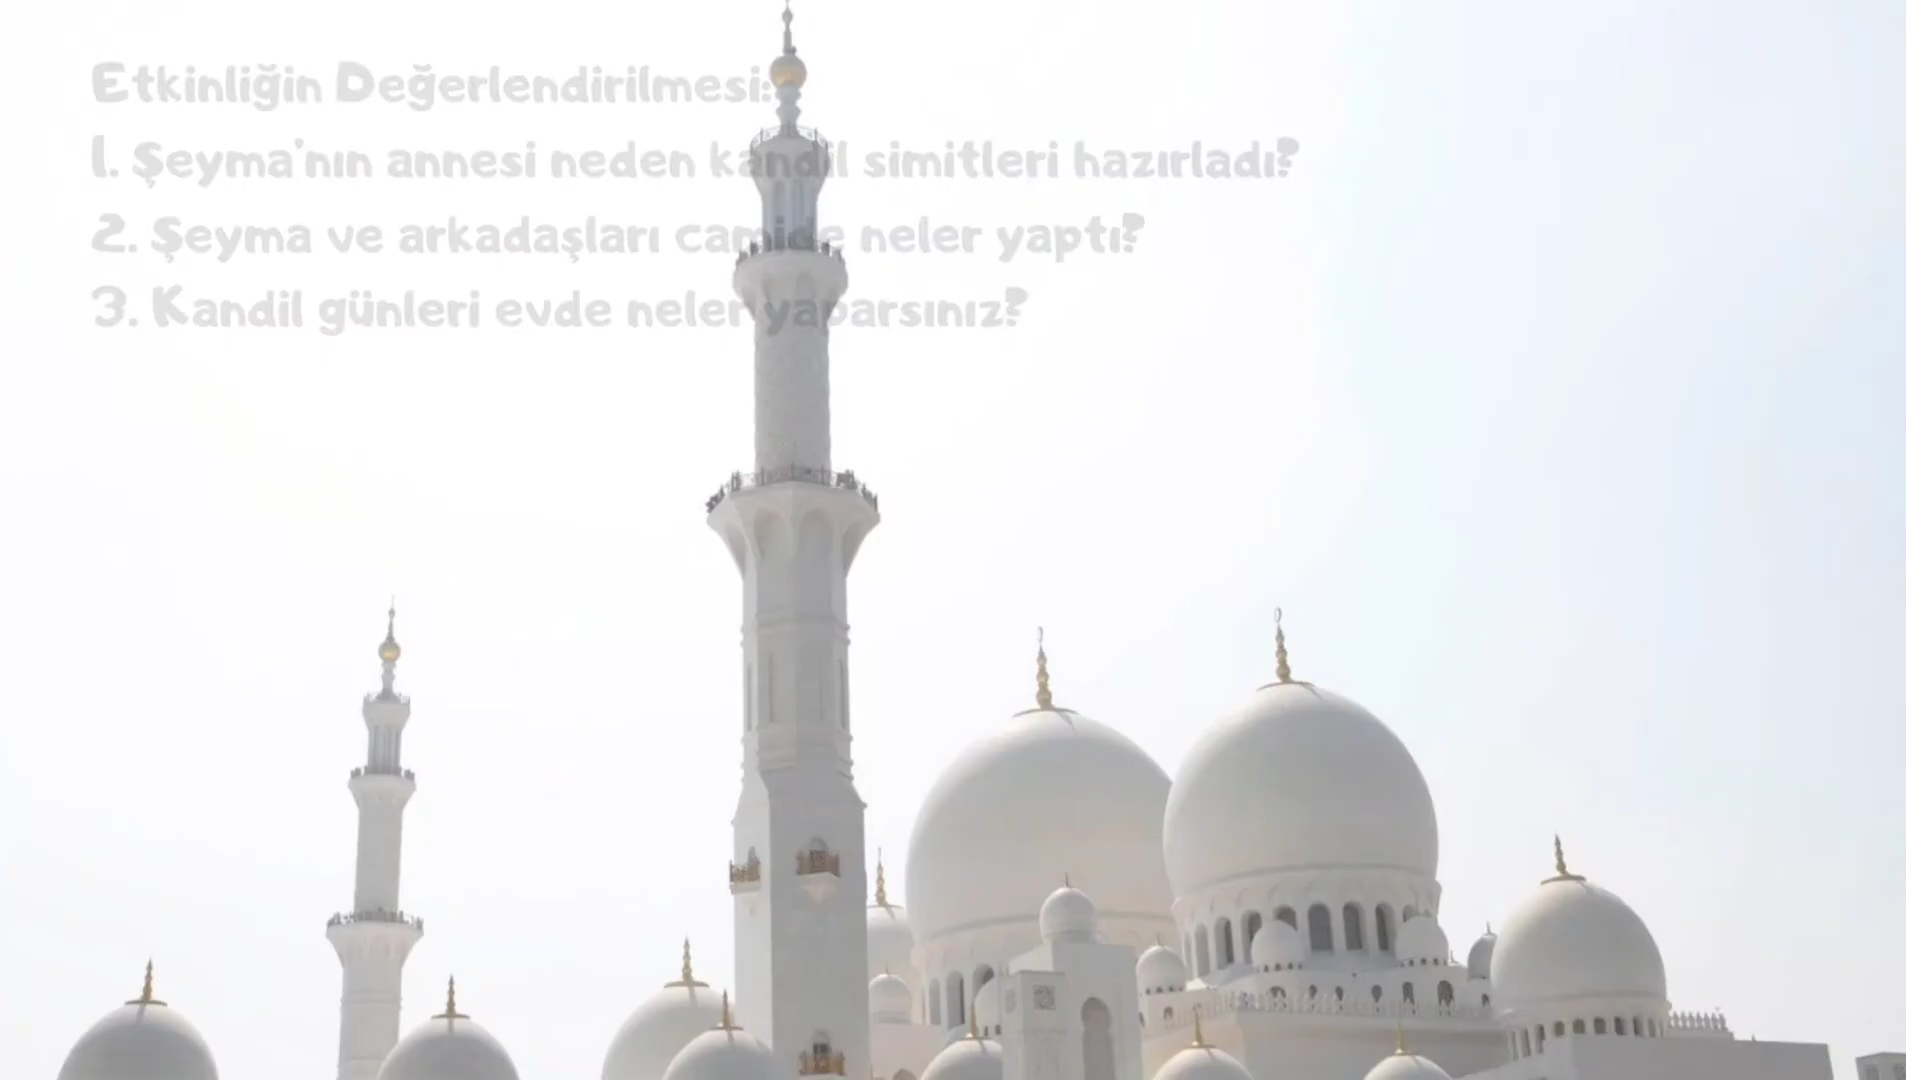 Etkinliğin Değerlendirilmesi:
1. Şeyma'nın annesi neden kandil simitleri hazırladı?
2. Şeyma ve arkadaşları camide neler yaptı?
3. Kandil günleri evde neler yaparsınız?